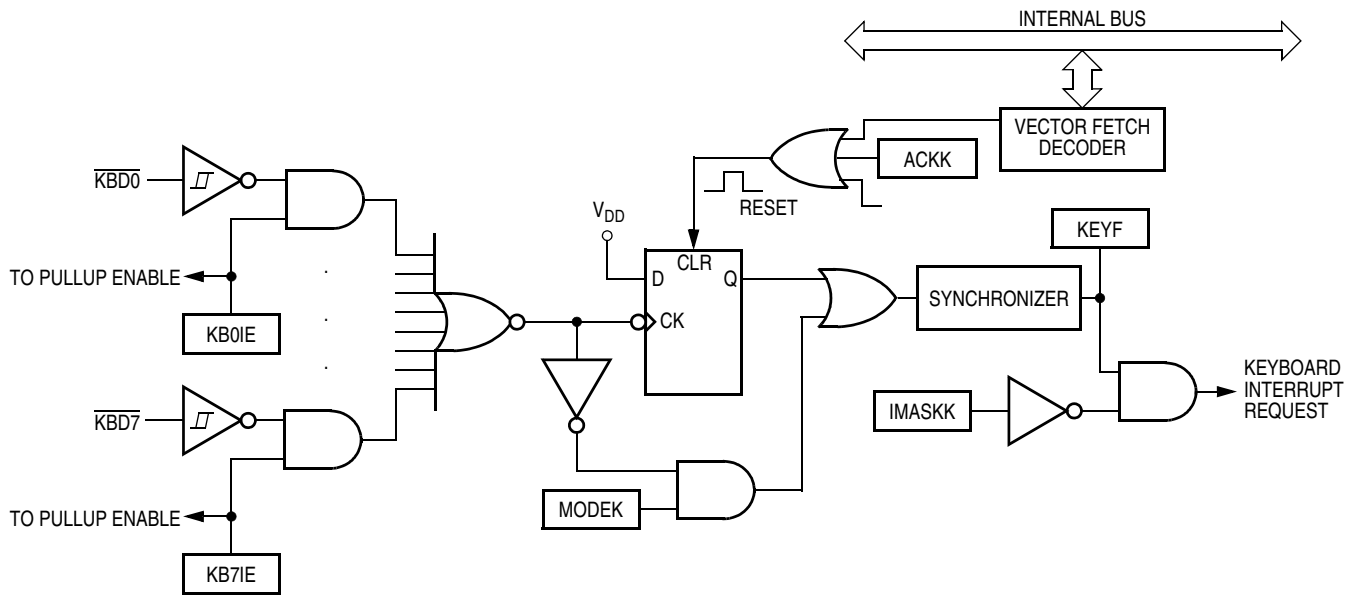 INTERNAL BUS
VECTOR FETCH
DECODER
ACKK
RESET
KBD0
TO PULLUP ENABLE
KB0IE
VDD
CLR
D
Q
CK
KEYF
SYNCHRONIZER
KBD7
TO PULLUP ENABLE
KB7IE
MODEK
IMASKK
KEYBOARD
INTERRUPT
REQUEST